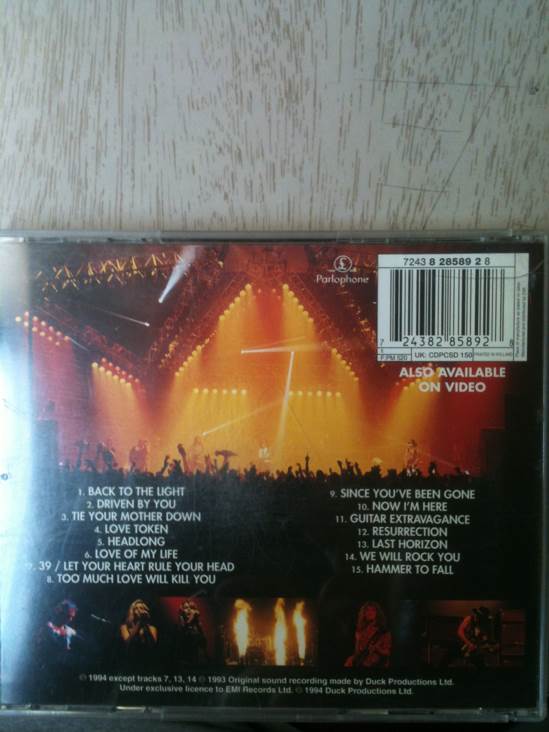 Parlophone
7243 8 28589 2 8
7 24382 85892 8
F: PM 520
UK: CDPCSD 150
PRINTED IN HOLLAND
ALSO AVAILABLE
ON VIDEO
1. BACK TO THE LIGHT
2. DRIVEN BY YOU
3. TIE YOUR MOTHER DOWN
4. LOVE TOKEN
5. HEADLONG
6. LOVE OF MY LIFE
7. 39 / LET YOUR HEART RULE YOUR HEAD
8. TOO MUCH LOVE WILL KILL YOU
9. SINCE YOU'VE BEEN GONE
10. NOW I'M HERE
11. GUITAR EXTRAVAGANCE
12. RESURRECTION
13. LAST HORIZON
14. WE WILL ROCK YOU
15. HAMMER TO FALL
℗ 1994 except tracks 7, 13, 14 ℗ 1993 Original sound recording made by Duck Productions Ltd.
Under exclusive licence to EMI Records Ltd. © 1994 Duck Productions Ltd.